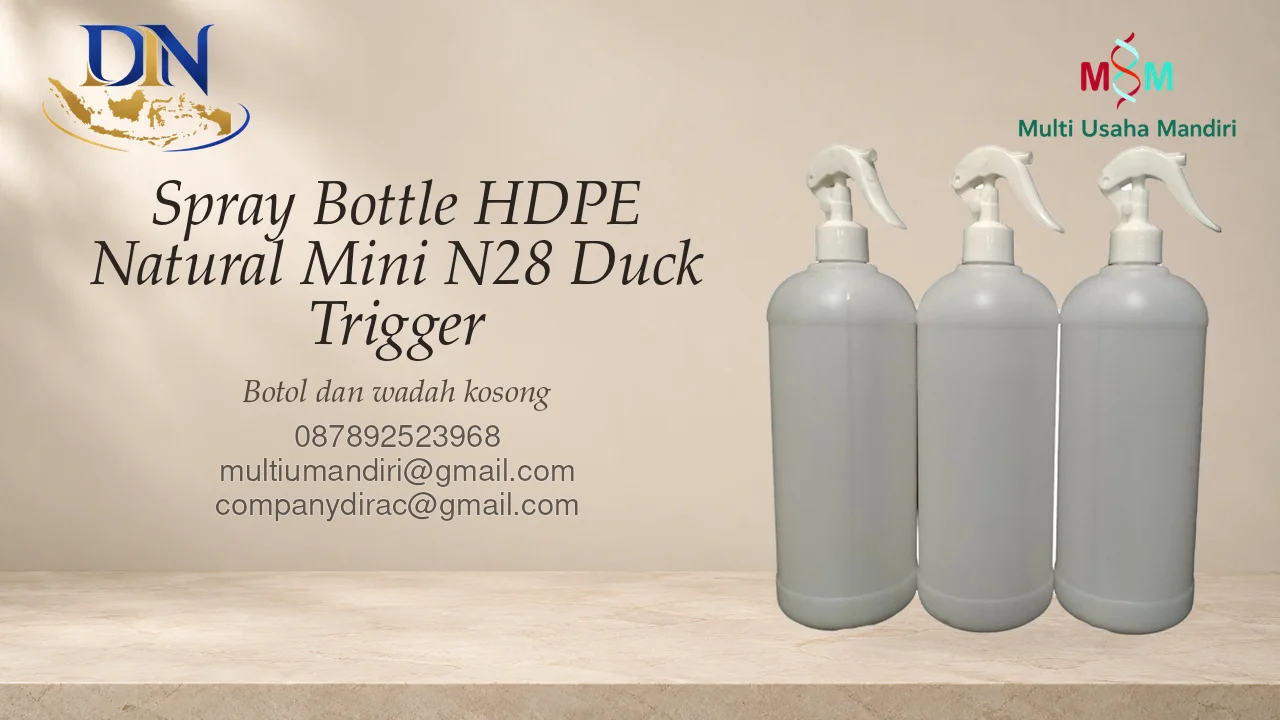 DN
M M
Multi Usaha Mandiri
Spray Bottle HDPE
Natural Mini N28 Duck
Trigger
Botol dan wadah kosong
087892523968
multiumandiri@gmail.com
companydirac@gmail.com